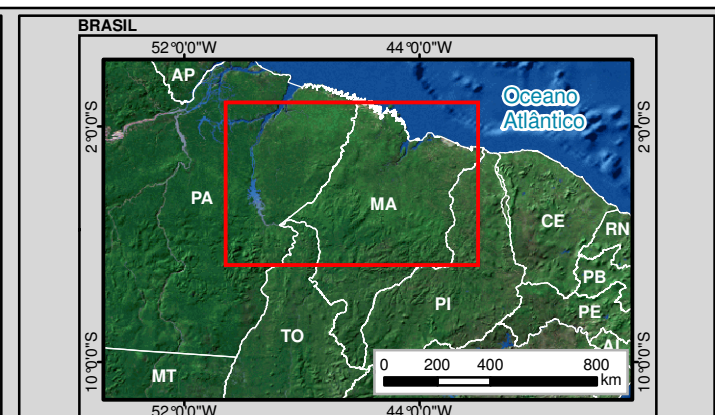 BRASIL
52°0'0"W 44°0'0"W
AP
Oceano
Atlântico
2°0'0"S 2°0'0"S
PA
MA
CE
RN
PB
PI
PE
TO
AL
MT
0 200 400 800
km
10°0'0"S 10°0'0"S
52°0'0"W 44°0'0"W